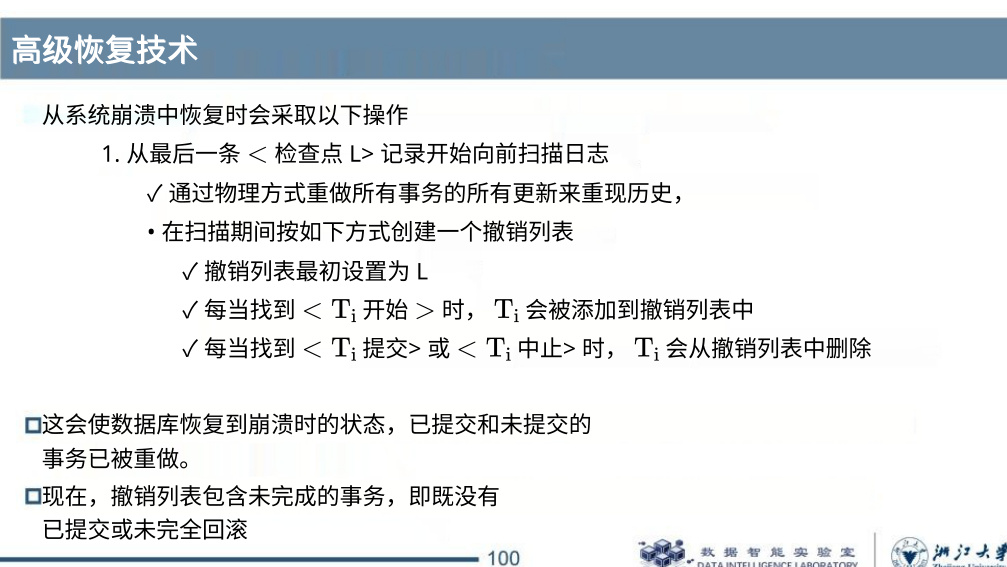 高级恢复技术
从系统崩溃中恢复时会采取以下操作
1. 从最后一条 < 检查点 L> 记录开始向前扫描日志
✓ 通过物理方式重做所有事务的所有更新来重现历史，
• 在扫描期间按如下方式创建一个撤销列表
✓ 撤销列表最初设置为 L
✓ 每当找到 < Ti 开始 > 时， Ti 会被添加到撤销列表中
✓ 每当找到 < Ti 提交> 或 < Ti 中止> 时， Ti 会从撤销列表中删除
这会使数据库恢复到崩溃时的状态，已提交和未提交的
事务已被重做。
现在，撤销列表包含未完成的事务，即既没有
已提交或未完全回滚
100
数据智能实验室
DATA INTELLIGENCE LABORATORY
浙江大学
Zhejiang University